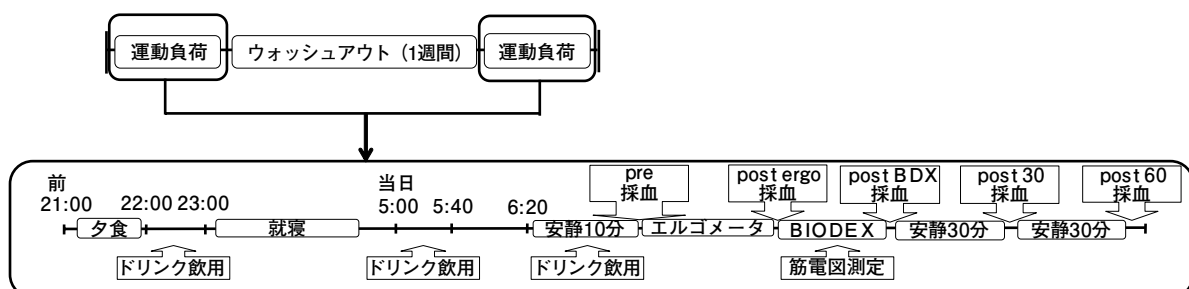 運動負荷
ウォッシュアウト（1週間）
運動負荷
前
21:00
22:00
23:00
当日
5:00
5:40
6:20
pre
採血
post ergo
採血
post BDX
採血
post 30
採血
post 60
採血
夕食
就寝
安静10分
エルゴメータ
BIODEX
安静30分
安静30分
ドリンク飲用
ドリンク飲用
ドリンク飲用
筋電図測定